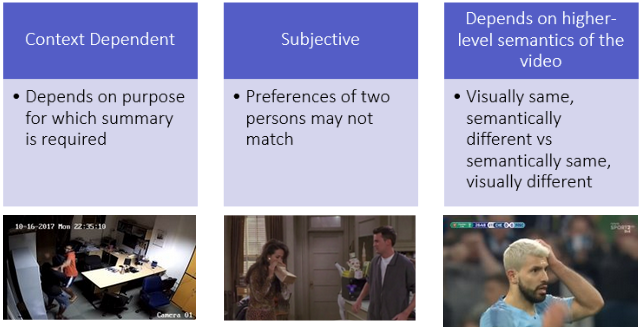 Context Dependent
• Depends on purpose
for which summary
is required
Subjective
• Preferences of two
persons may not
match
Depends on higher-
level semantics of the
video
• Visually same,
semantically
different vs
semantically same,
visually different
10-16-2017 Mon 22:35:10
Camera 01